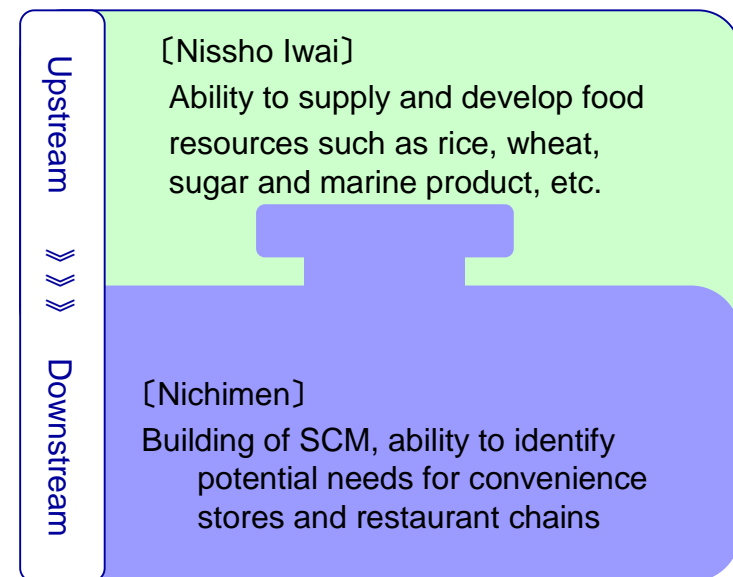 Upstream
》》》
Downstream
〔Nissho Iwai〕
Ability to supply and develop food
resources such as rice, wheat,
sugar and marine product, etc.
〔Nichimen〕
Building of SCM, ability to identify
potential needs for convenience
stores and restaurant chains